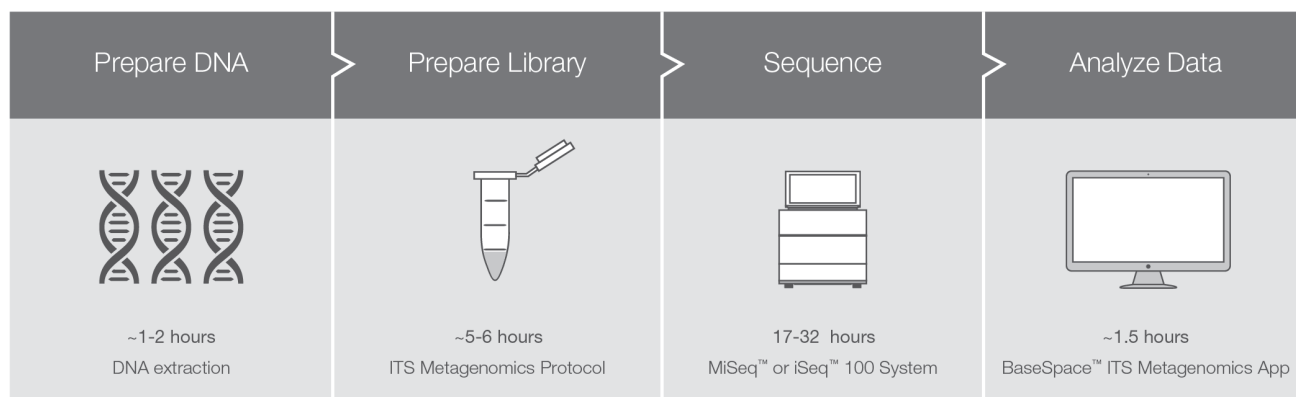 Prepare DNA
Prepare Library
Sequence
Analyze Data
~1-2 hours
DNA extraction
~5-6 hours
ITS Metagenomics Protocol
17-32 hours
MiSeq™ or iSeq™ 100 System
~1.5 hours
BaseSpace™ ITS Metagenomics App